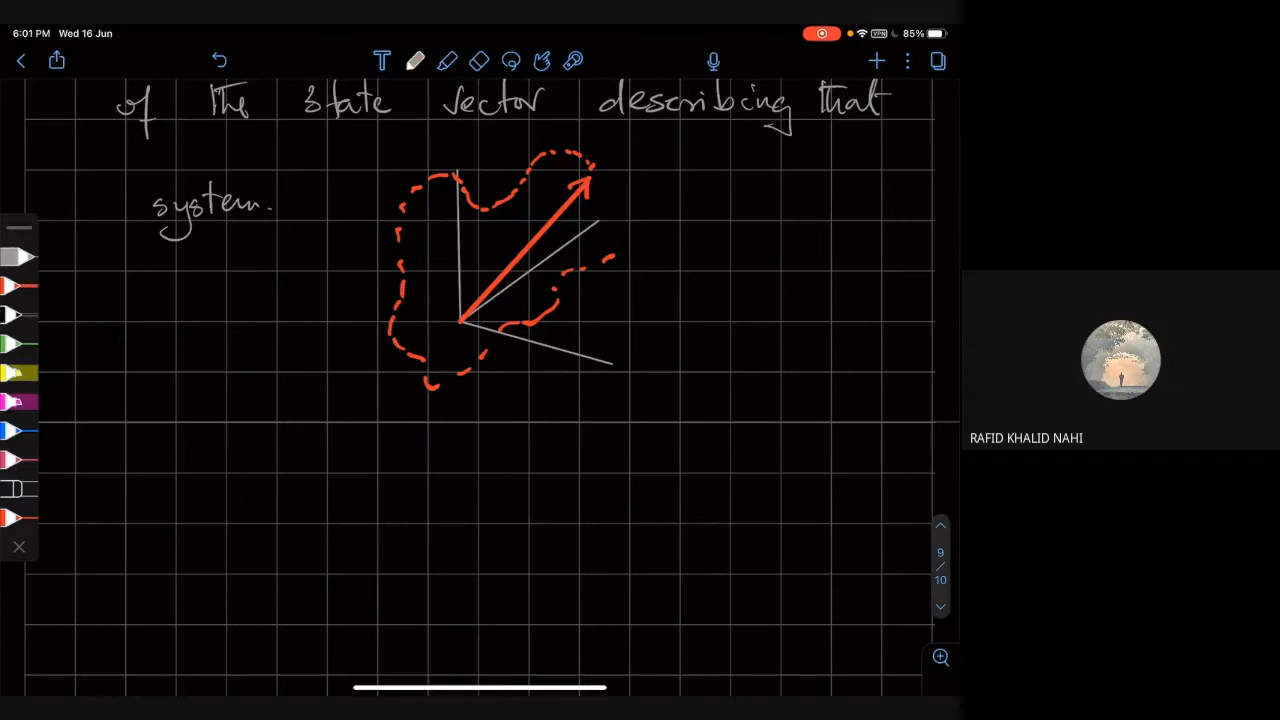 6:01 PM Wed 16 Jun
VPN 85%
T
of the state vector describing that
system.
RAFID KHALID NAHI
9
/
10